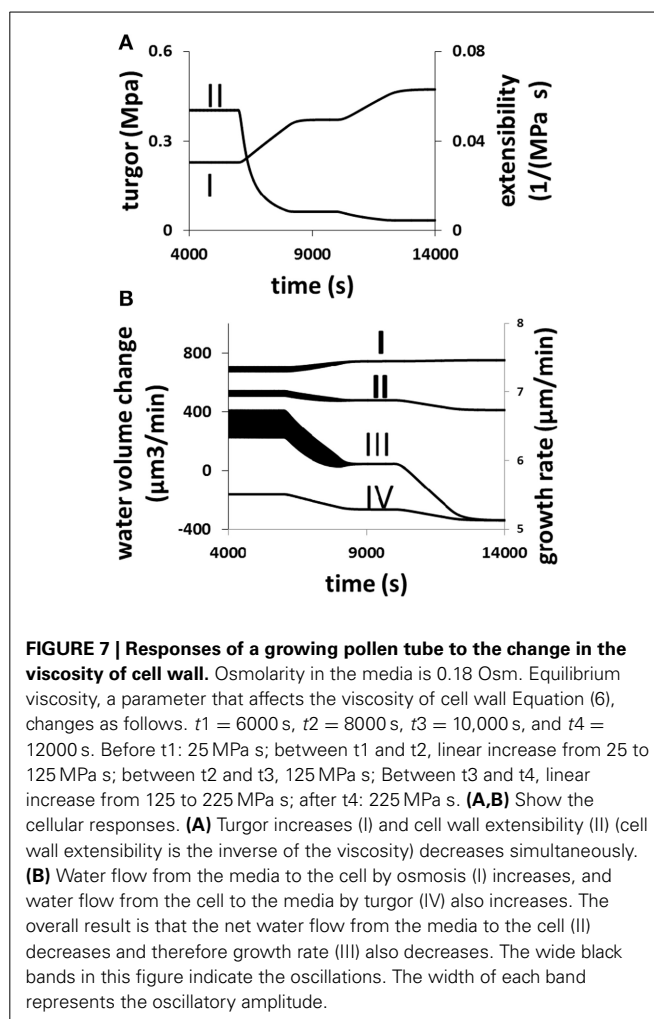 A
0.6
0.08
turgor (Mpa)
0.3
0.04
extensibility
(1/(MPa s)
II
I
0
0
4000
9000
14000
time (s)
B
8
800
7
400
6
0
-400
5
water volume change
(μm3/min)
growth rate (μm/min)
I
II
III
IV
4000
9000
14000
time (s)
FIGURE 7 | Responses of a growing pollen tube to the change in the
viscosity of cell wall. Osmolarity in the media is 0.18 Osm. Equilibrium
viscosity, a parameter that affects the viscosity of cell wall Equation (6),
changes as follows. t1 = 6000 s, t2 = 8000 s, t3 = 10,000 s, and t4 =
12000 s. Before t1: 25 MPa s; between t1 and t2, linear increase from 25 to
125 MPa s; between t2 and t3, 125 MPa s; Between t3 and t4, linear
increase from 125 to 225 MPa s; after t4: 225 MPa s. (A,B) Show the
cellular responses. (A) Turgor increases (I) and cell wall extensibility (II) (cell
wall extensibility is the inverse of the viscosity) decreases simultaneously.
(B) Water flow from the media to the cell by osmosis (I) increases, and
water flow from the cell to the media by turgor (IV) also increases. The
overall result is that the net water flow from the media to the cell (II)
decreases and therefore growth rate (III) also decreases. The wide black
bands in this figure indicate the oscillations. The width of each band
represents the oscillatory amplitude.